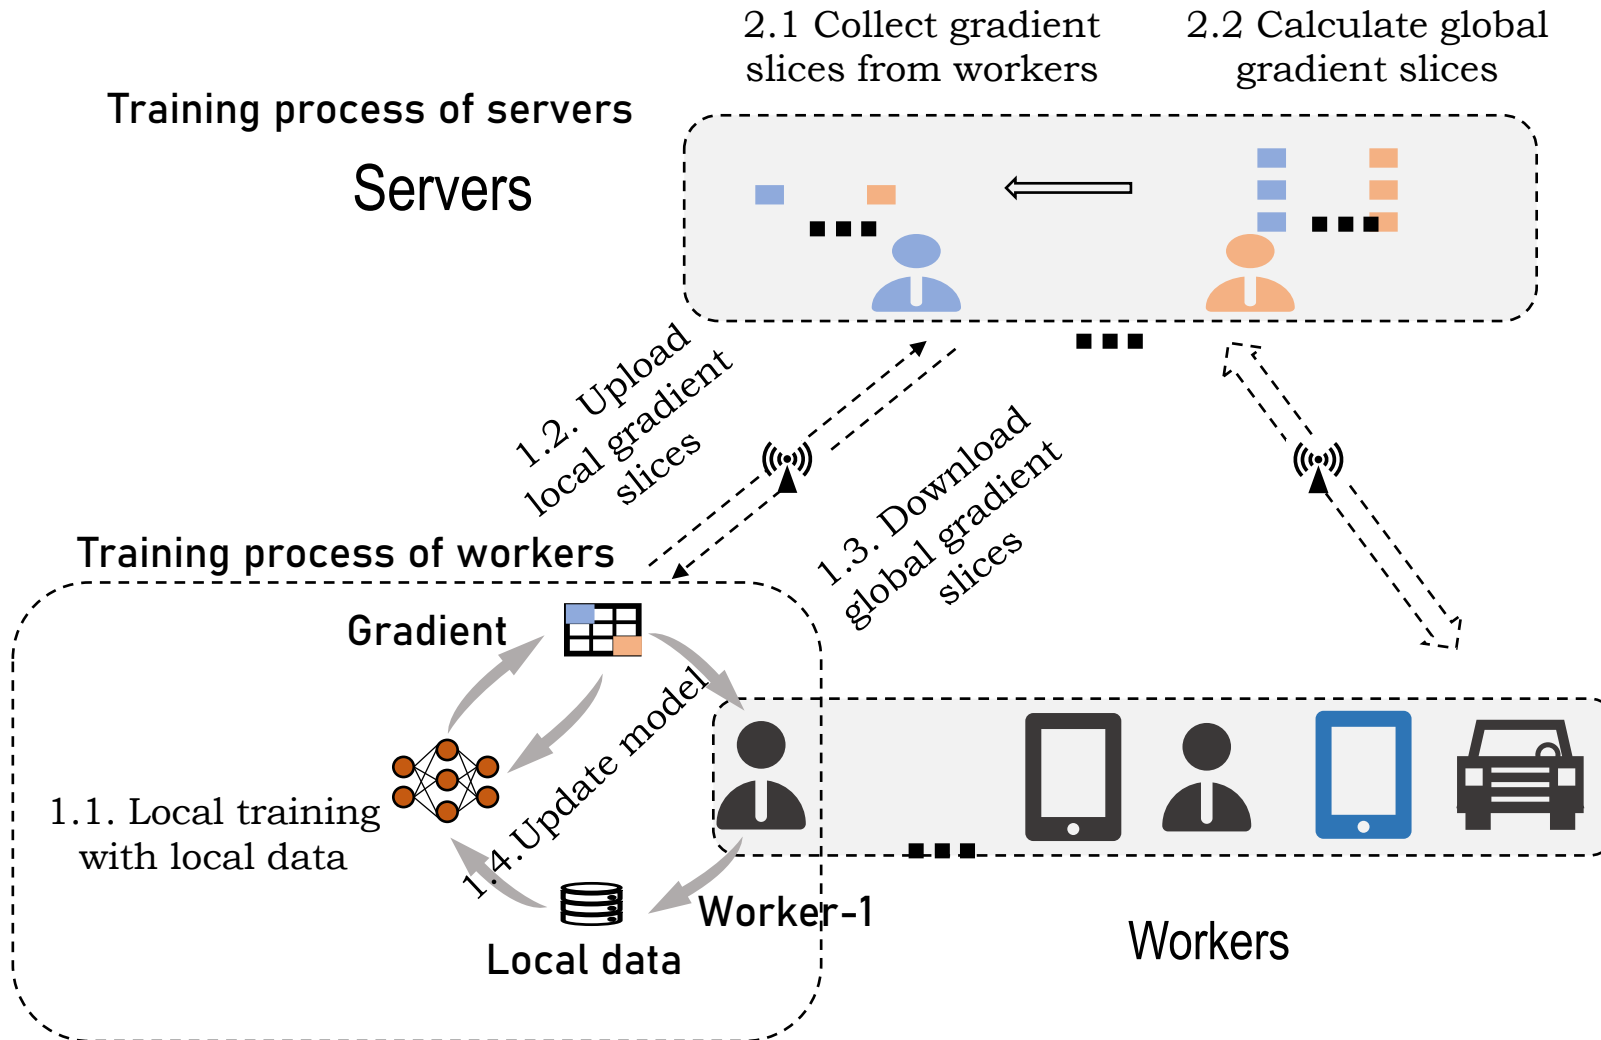 2.1 Collect gradient
slices from workers
2.2 Calculate global
gradient slices
Training process of servers
Servers
1.2. Upload
local gradient
slices
1.3. Download
global gradient
slices
Training process of workers
Gradient
1.4.Update model
1.1. Local training
with local data
Worker-1
Local data
Workers